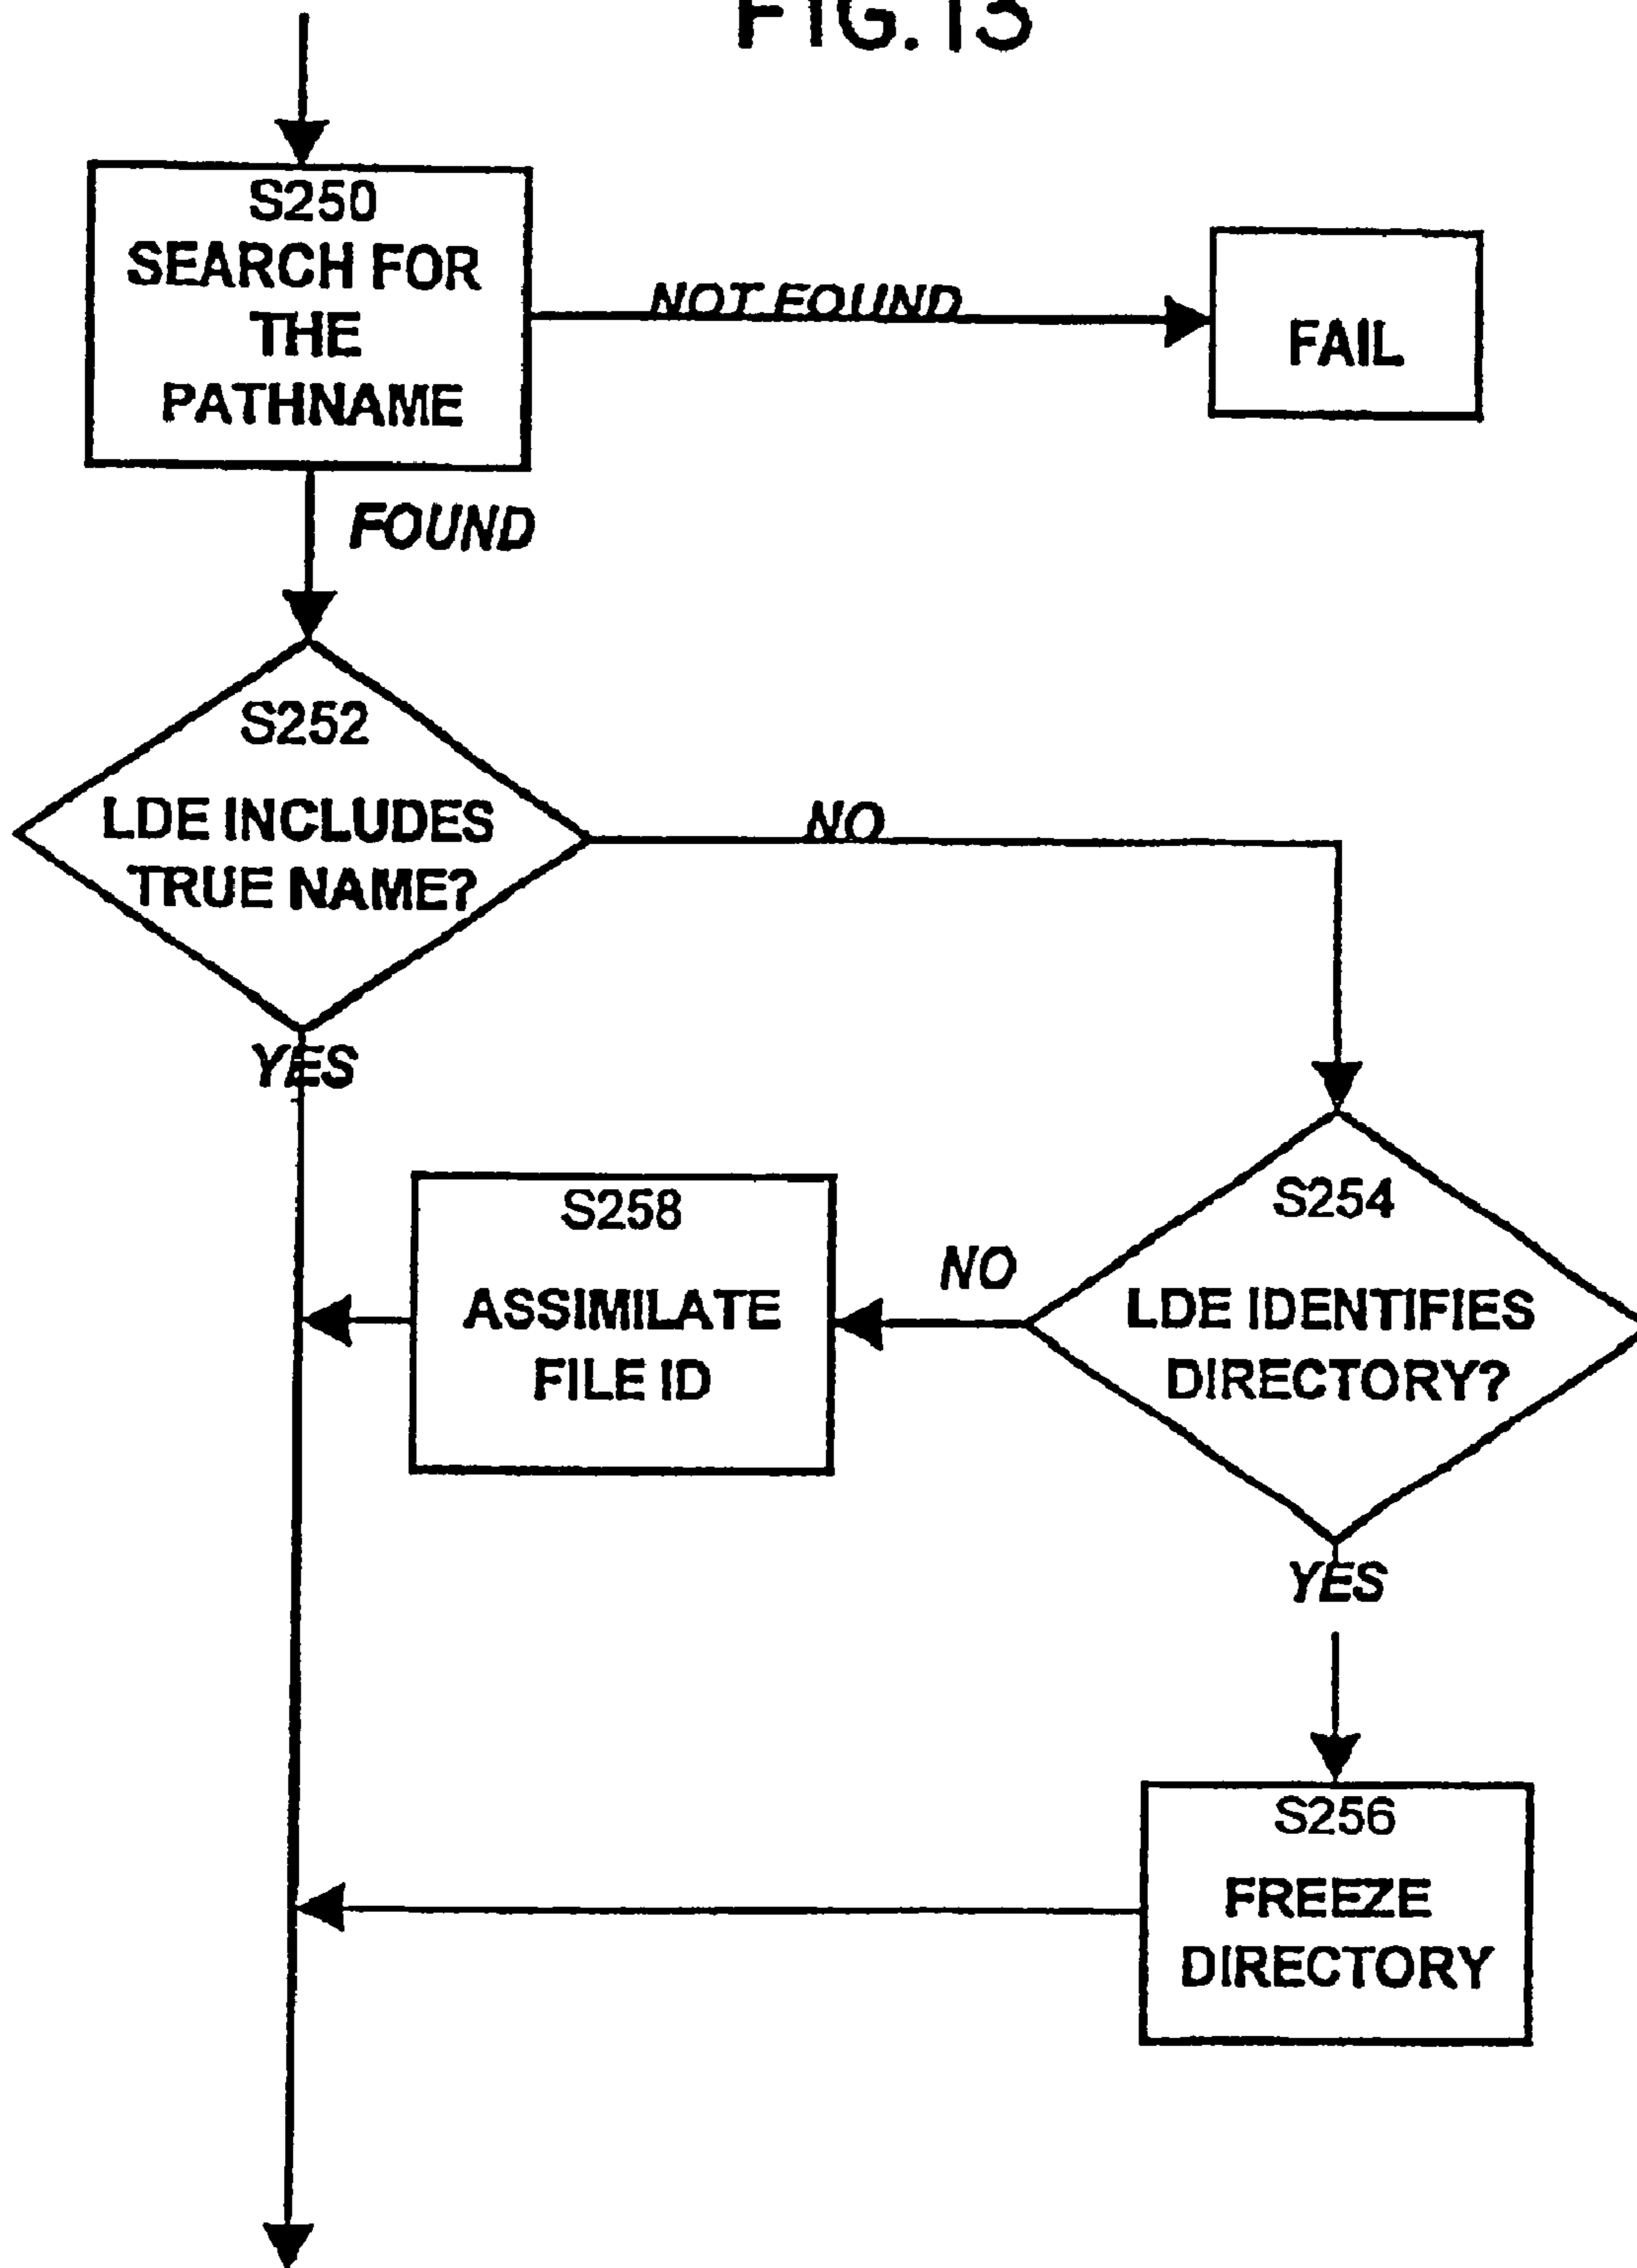 FIG.13
S250
SEARCH FOR
THE
PATHNAME
NOT FOUND
FAIL
FOUND
S252
LDE INCLUDES
TRUE NAME?
NO
YES
S258
ASSIMILATE
FILE ID
NO
S254
LDE IDENTIFIES
DIRECTORY?
YES
S256
FREEZE
DIRECTORY